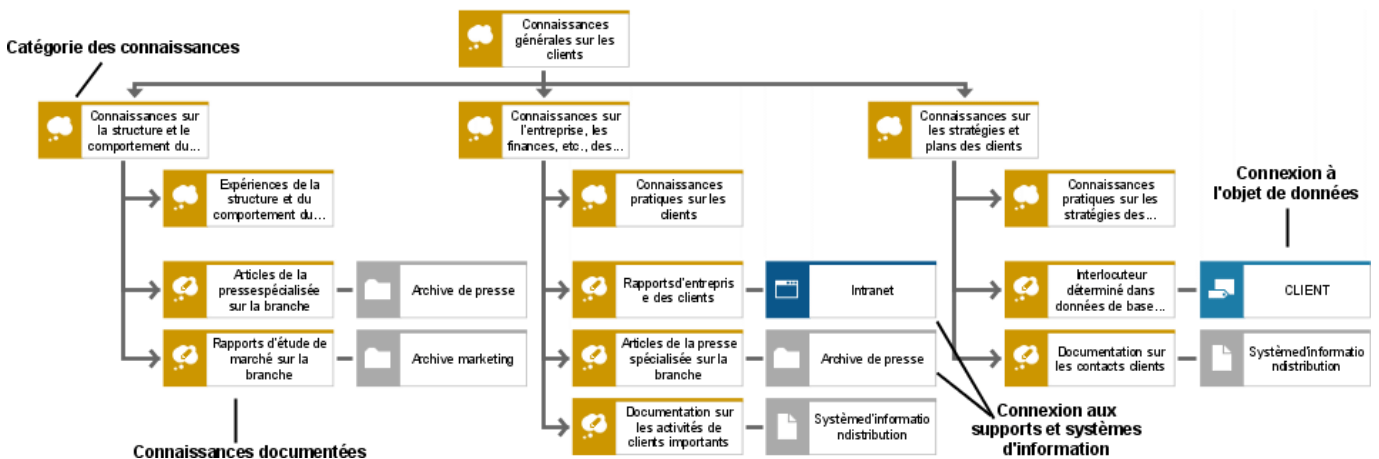 Connaissances
générales sur les
clients
Catégorie des connaissances
Connaissances sur
la structure et le
comportement du...
Connaissances sur
l'entreprise, les
finances, etc., des...
Connaissances sur
les stratégies et
plans des clients
Expériences de la
structure et du
comportement du...
Connaissances
pratiques sur les
clients
Connaissances
pratiques sur les
stratégies des...
Connexion à
l'objet de données
Articles de la
pressespécialisée
sur la branche
Archive de presse
Rapportsd'entrepris
e des clients
Intranet
Interlocuteur
déterminé dans
données de base...
CLIENT
Rapports d'étude de
marché sur la
branche
Archive marketing
Articles de la presse
spécialisée sur la
branche
Archive de presse
Documentation sur
les contacts clients
Systèmed'informatio
ndistribution
Documentation sur
les activités de
clients importants
Systèmed'informatio
ndistribution
Connexion aux
supports et systèmes
d'information
Connaissances documentées